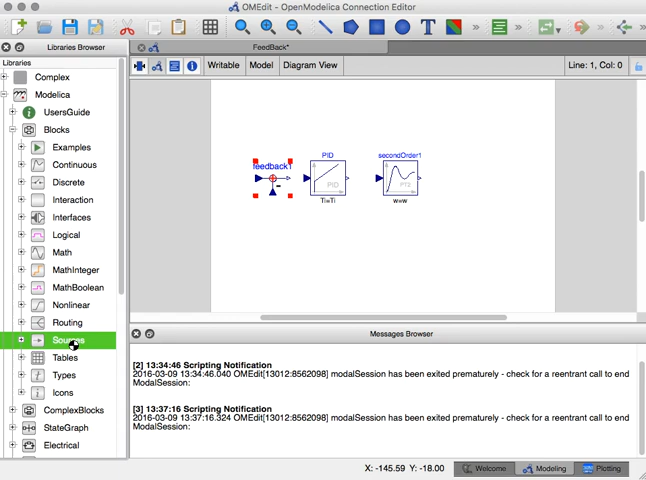 OMEdit - OpenModelica Connection Editor
Libraries Browser
FeedBack*
Libraries
Writable
Model
Diagram View
Line: 1, Col: 0
Complex
Modelica
UsersGuide
Blocks
Examples
Continuous
Discrete
Interaction
Interfaces
Logical
Math
MathInteger
MathBoolean
Nonlinear
Routing
Sources
Tables
Types
Icons
ComplexBlocks
StateGraph
Electrical
feedback1
PID
secondOrder1
PID
PT2
Ti=Ti
w=w
Messages Browser
[2] 13:34:46 Scripting Notification
2016-03-09 13:34:46.040 OMEdit[13012:8562098] modalSession has been exited prematurely - check for a reentrant call to end
ModalSession:
[3] 13:37:16 Scripting Notification
2016-03-09 13:37:16.324 OMEdit[13012:8562098] modalSession has been exited prematurely - check for a reentrant call to end
ModalSession:
X: -145.59 Y: -18.00
Welcome
Modeling
Plotting